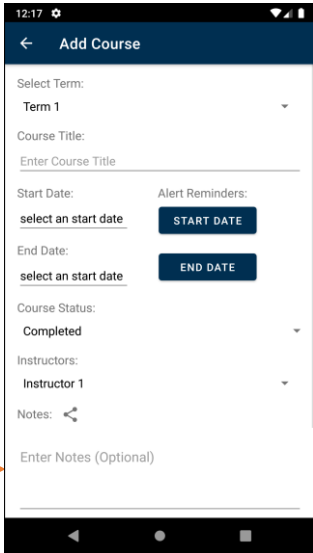 12:17
Add Course
Select Term:
Term 1
Course Title:
Enter Course Title
Start Date: Alert Reminders:
select an start date START DATE
End Date:
select an start date END DATE
Course Status:
Completed
Instructors:
Instructor 1
Notes:
Enter Notes (Optional)